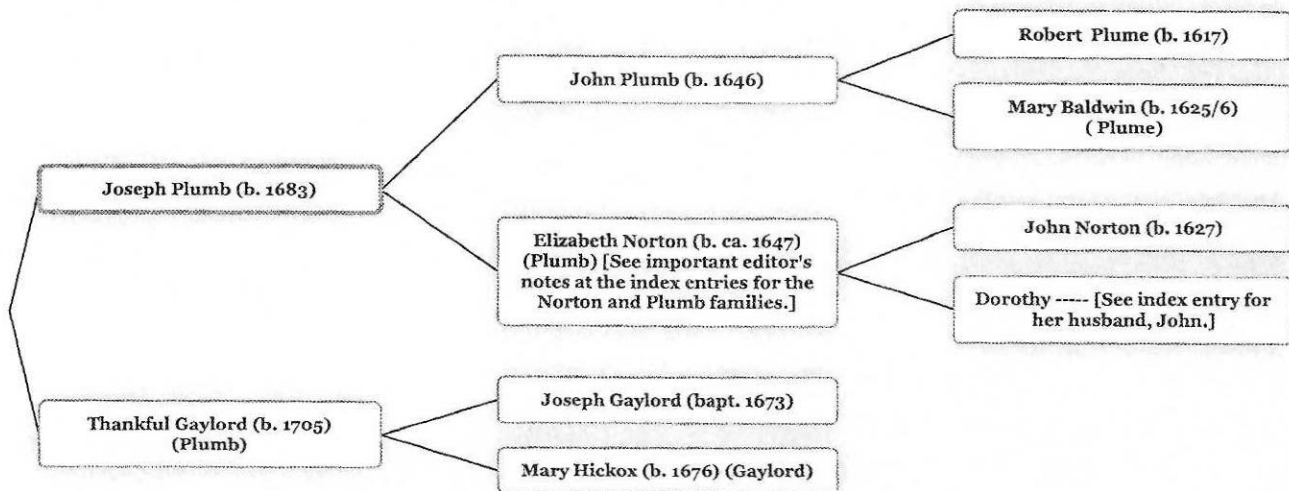 Robert Plume (b. 1617)
John Plumb (b. 1646)
Mary Baldwin (b. 1625/6)
( Plume)
Joseph Plumb (b. 1683)
Elizabeth Norton (b. ca. 1647)
(Plumb) [See important editor's
notes at the index entries for the
Norton and Plumb families.]
John Norton (b. 1627)
Dorothy ----- [See index entry for
her husband, John.]
Thankful Gaylord (b. 1705)
(Plumb)
Joseph Gaylord (bapt. 1673)
Mary Hickox (b. 1676) (Gaylord)